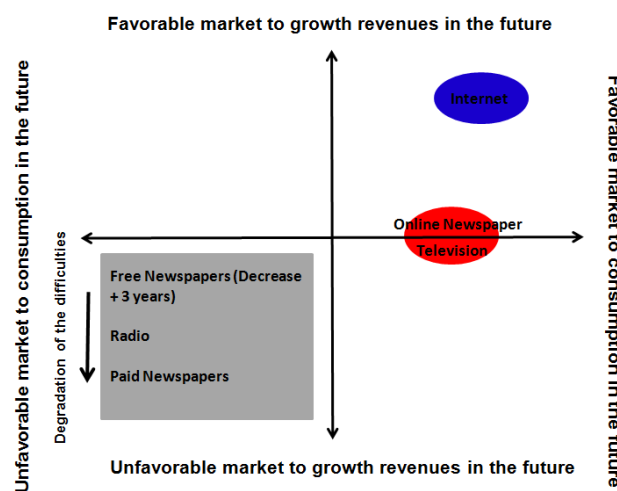 Favorable market to growth revenues in the future
Unfavorable market to consumption in the future
Favorable market to consumption in the future
Internet
Online Newspaper
Television
Degradation of the difficulties
Free Newspapers (Decrease
+ 3 years)
Radio
Paid Newspapers
Unfavorable market to growth revenues in the future